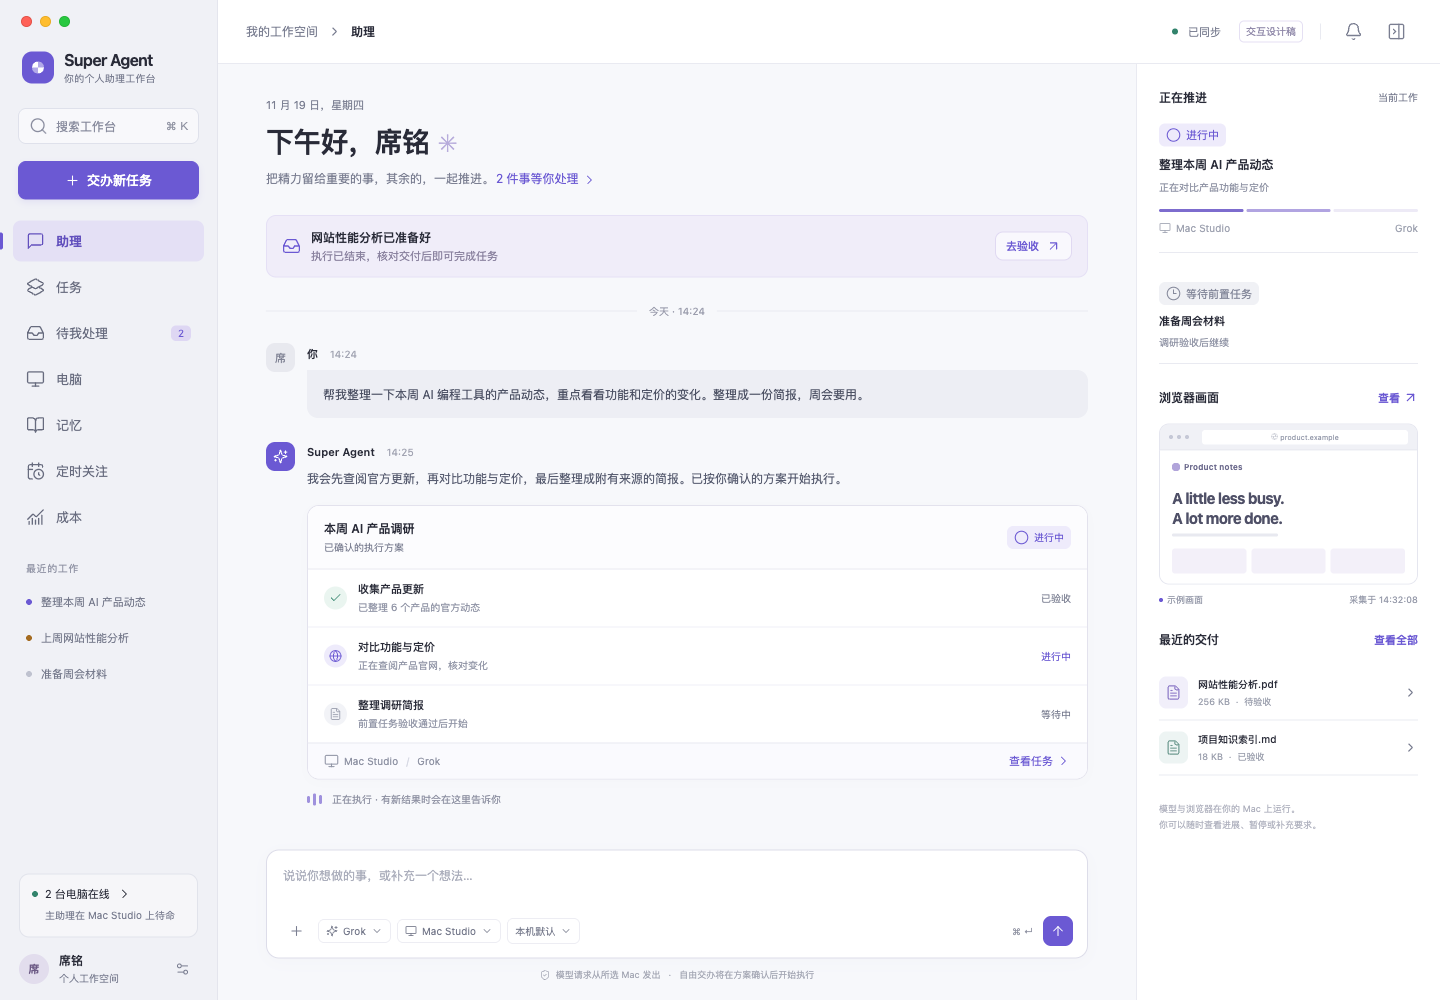 Super Agent
你的个人助理工作台
搜索工作台 ⌘ K
+ 交办新任务
助理
任务
待我处理 2
电脑
记忆
定时关注
成本
最近的工作
整理本周 AI 产品动态
上周网站性能分析
准备周会材料
2 台电脑在线
主助理在 Mac Studio 上待命
席 席铭
个人工作空间
我的工作空间 > 助理
已同步 交互设计稿
11 月 19 日，星期四
下午好，席铭
把精力留给重要的事，其余的，一起推进。2 件事等你处理
网站性能分析已准备好
执行已结束，核对交付后即可完成任务
去验收
今天 · 14:24
席 你 14:24
帮我整理一下本周 AI 编程工具的产品动态，重点看看功能和定价的变化。整理成一份简报，周会要用。
Super Agent 14:25
我会先查阅官方更新，再对比功能与定价，最后整理成附有来源的简报。已按你确认的方案开始执行。
本周 AI 产品调研
已确认的执行方案
进行中
收集产品更新
已整理 6 个产品的官方动态
已验收
对比功能与定价
正在查阅产品官网，核对变化
进行中
整理调研简报
前置任务验收通过后开始
等待中
Mac Studio / Grok
查看任务
正在执行 · 有新结果时会在这里告诉你
说说你想做的事，或补充一个想法...
+ Grok Mac Studio 本机默认 ⌘ ↵
模型请求从所选 Mac 发出 · 自由交办将在方案确认后开始执行
正在推进 当前工作
进行中
整理本周 AI 产品动态
正在对比产品功能与定价
Mac Studio Grok
等待前置任务
准备周会材料
调研验收后继续
浏览器画面 查看
product.example
Product notes
A little less busy.
A lot more done.
示例画面 采集于 14:32:08
最近的交付 查看全部
网站性能分析.pdf
256 KB · 待验收
项目知识索引.md
18 KB · 已验收
模型与浏览器在你的 Mac 上运行。
你可以随时查看进展、暂停或补充要求。